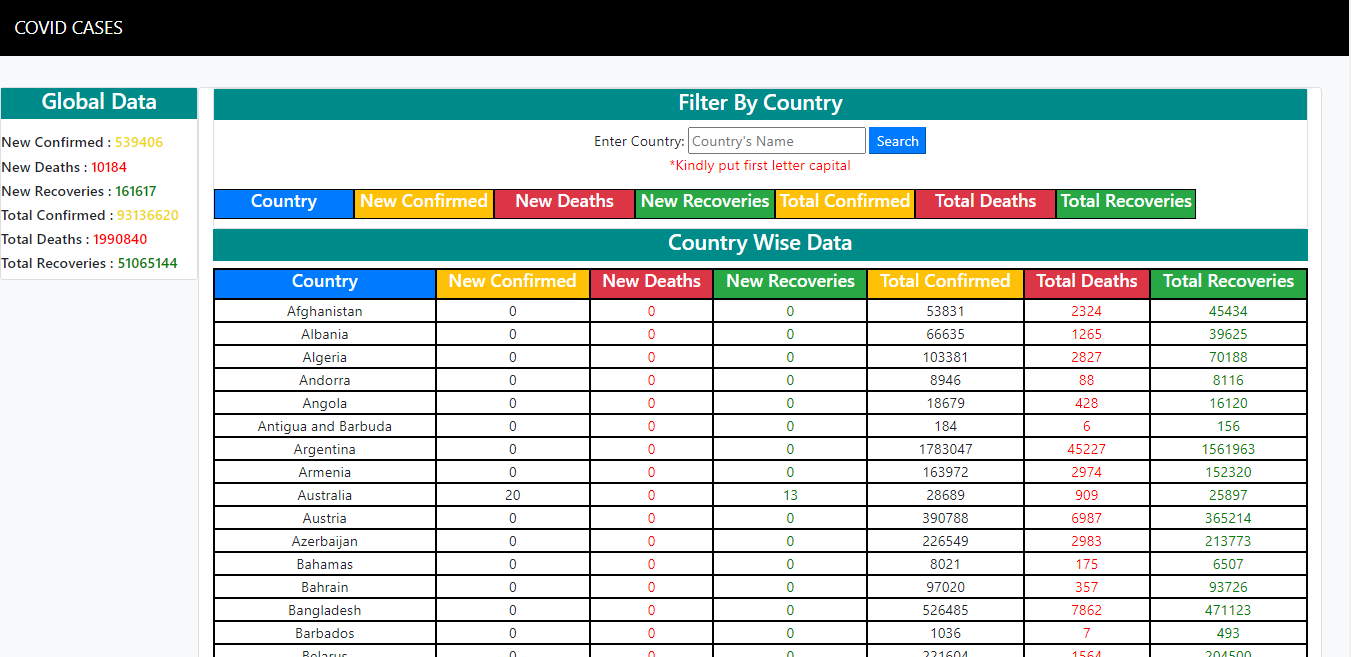 COVID CASES
Global Data
New Confirmed : 539406
New Deaths : 10184
New Recoveries : 161617
Total Confirmed : 93136620
Total Deaths : 1990840
Total Recoveries : 51065144
Filter By Country
Enter Country: Country's Name Search
*Kindly put first letter capital
Country New Confirmed New Deaths New Recoveries Total Confirmed Total Deaths Total Recoveries
Country Wise Data
Country New Confirmed New Deaths New Recoveries Total Confirmed Total Deaths Total Recoveries
Afghanistan 0 0 0 53831 2324 45434
Albania 0 0 0 66635 1265 39625
Algeria 0 0 0 103381 2827 70188
Andorra 0 0 0 8946 88 8116
Angola 0 0 0 18679 428 16120
Antigua and Barbuda 0 0 0 184 6 156
Argentina 0 0 0 1783047 45227 1561963
Armenia 0 0 0 163972 2974 152320
Australia 20 0 13 28689 909 25897
Austria 0 0 0 390788 6987 365214
Azerbaijan 0 0 0 226549 2983 213773
Bahamas 0 0 0 8021 175 6507
Bahrain 0 0 0 97020 357 93726
Bangladesh 0 0 0 526485 7862 471123
Barbados 0 0 0 1036 7 493
Belarus 0 0 0 221604 1564 204500